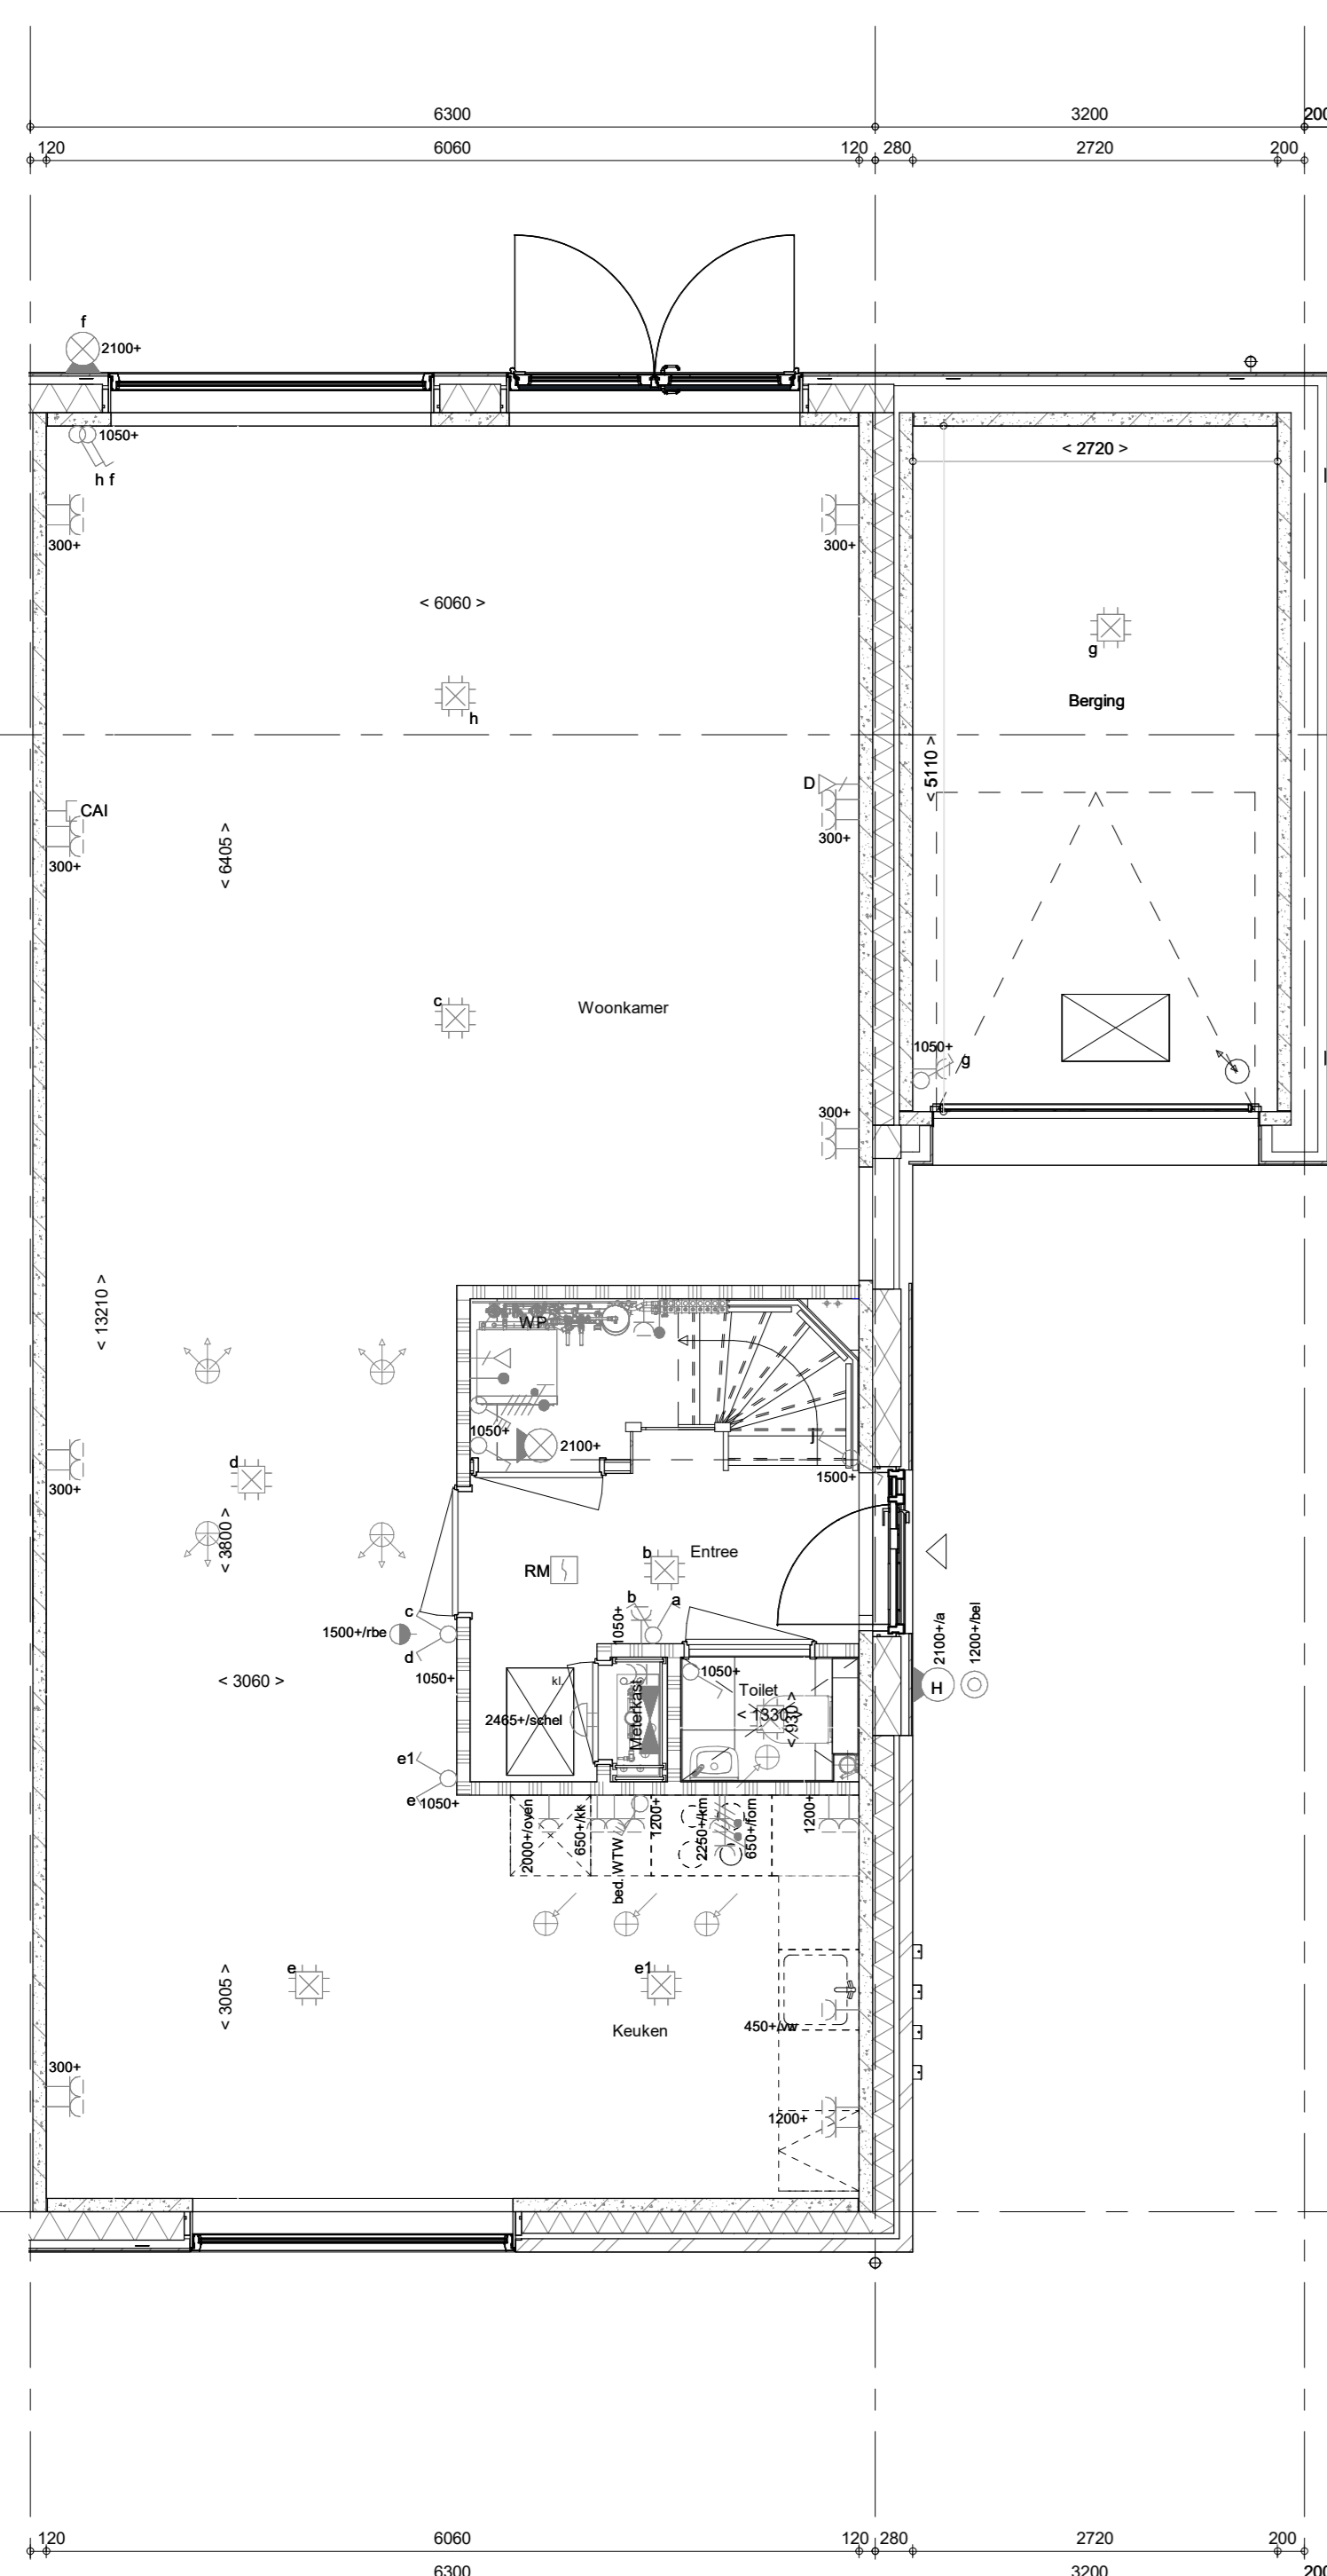 6300
3200
200
120
6060
120
280
2720
200
f
2100+
1050+
h f
< 2720 >
300+
300+
< 6060 >
g
Berging
h
< 5110 >
D
CAI
300+
< 6405 >
300+
c
Woonkamer
1050+
g
300+
< 13210 >
WP
1050+
2100+
j
1500+
d
300+
< 3800 >
RM
b
Entree
b
a
1050+
c
1500+/rbe
d
1050+
2100+/a
1200+/bel
H
< 3060 >
kl.
2465+/schel
Meterkast
1050+
Toilet
< 1330 >
< 930 >
e1
e
1050+
2000+/oven
650+/kk
bed. WTW
1200+
2250+/km
650+/forn
1200+
e
e1
< 3005 >
Keuken
450+/vw
300+
1200+
120
6060
120
280
2720
200
6300
3200
200